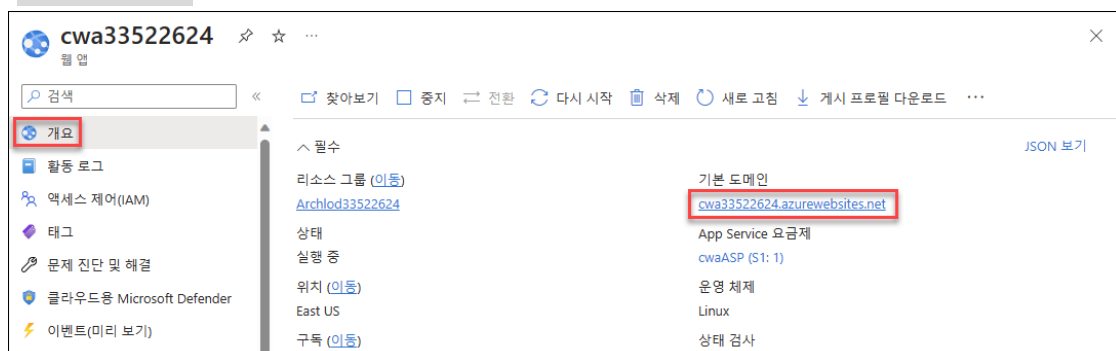 cwa33522624
웹 앱
검색
개요
활동 로그
액세스 제어(IAM)
태그
문제 진단 및 해결
클라우드용 Microsoft Defender
이벤트(미리 보기)
찾아보기 중지 전환 다시 시작 삭제 새로 고침 게시 프로필 다운로드 ···
필수 JSON 보기
리소스 그룹 (이동)
Archlod33522624
상태
실행 중
위치 (이동)
East US
구독 (이동)
기본 도메인
cwa33522624.azurewebsites.net
App Service 요금제
cwaASP (S1: 1)
운영 체제
Linux
상태 검사